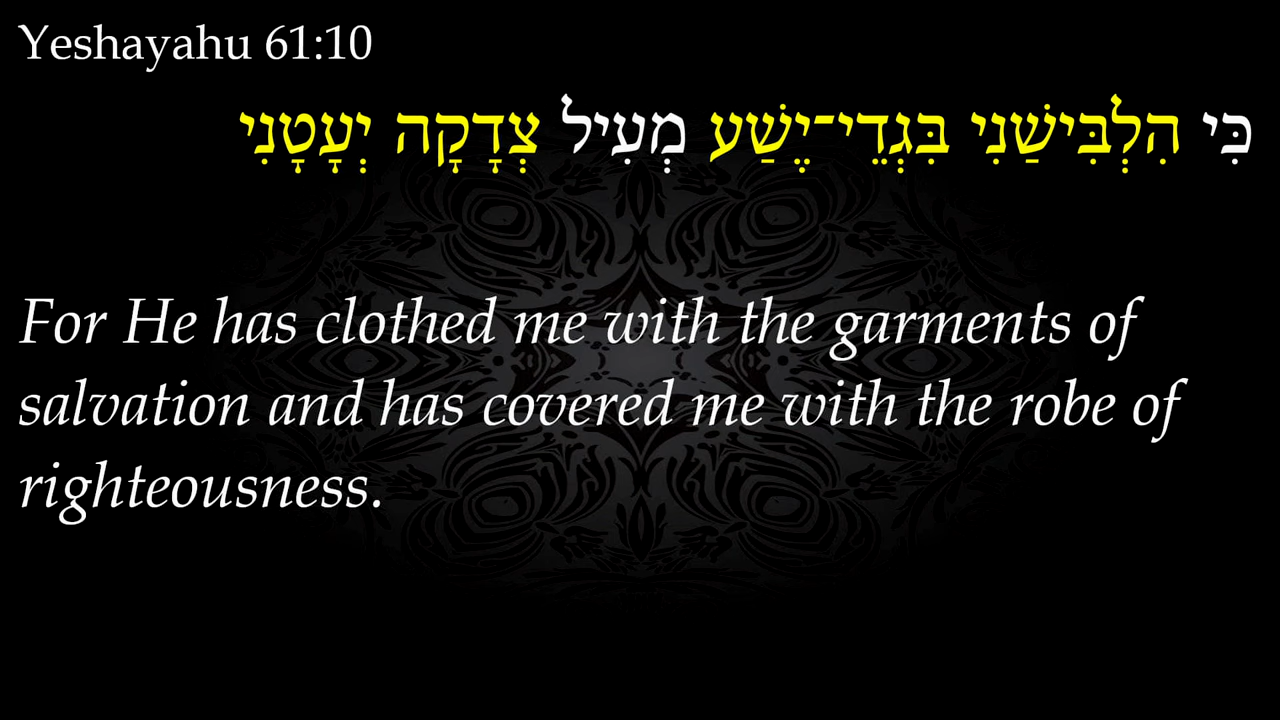 Yeshayahu 61:10
כִּי הִלְבִּישַׁנִי בִּגְדֵי־יֶשַׁע מְעִיל צְדָקָה יְעָטָנִי
For He has clothed me with the garments of
salvation and has covered me with the robe of
righteousness.